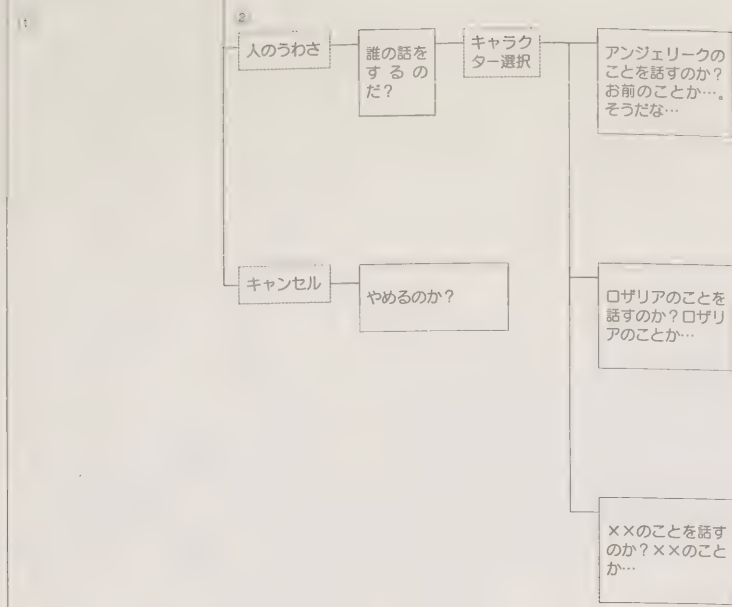 1
2
人のうわさ
誰の話を
するの
だ?
キャラク
ター選択
アンジェリークの
ことを話すのか?
お前のことか…。
そうだな…
キャンセル
やめるのか?
ロザリアのことを
話すのか?ロザリ
アのことか…
××のことを話す
のか?××のこと
か…